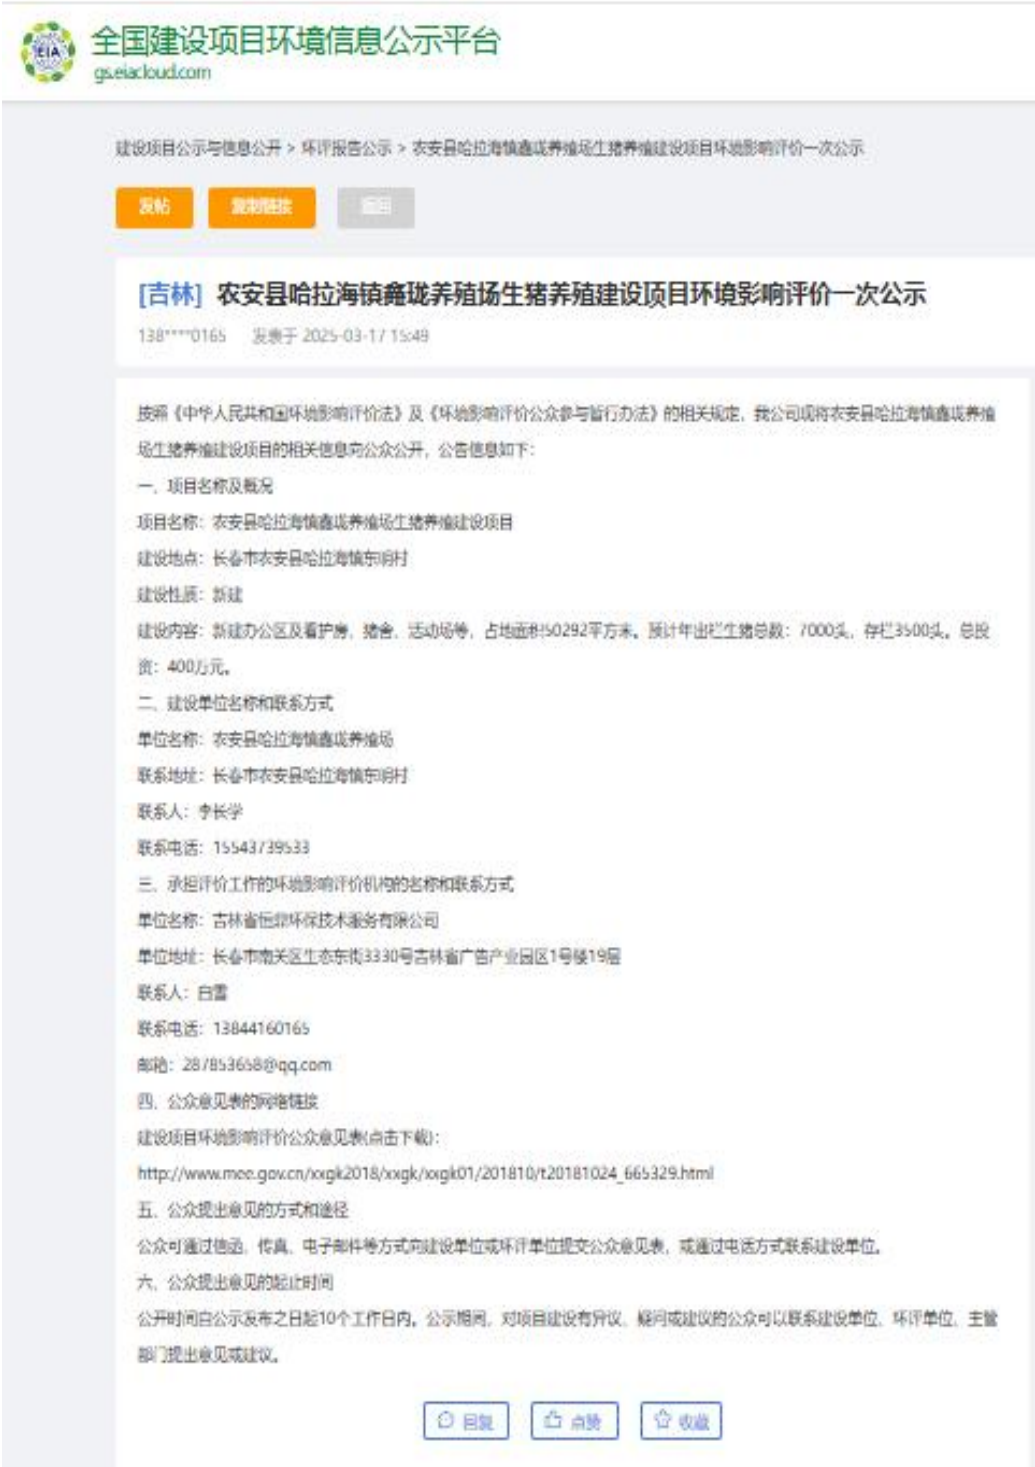 全国建设项目环境信息公示平台
gs.eiacloud.com
建设项目公示与信息公开 > 环评报告公示 > 农安县哈拉海镇鑫珑养殖场生猪养殖建设项目环境影响评价一次公示
发帖 复制链接 返回
[吉林] 农安县哈拉海镇鑫珑养殖场生猪养殖建设项目环境影响评价一次公示
138****0165 发表于 2025-03-17 15:49
按照《中华人民共和国环境影响评价法》及《环境影响评价公众参与暂行办法》的相关规定，我公司现将农安县哈拉海镇鑫珑养殖
场生猪养殖建设项目的相关信息向公众公开，公告信息如下：
一、项目名称及概况
项目名称：农安县哈拉海镇鑫珑养殖场生猪养殖建设项目
建设地点：长春市农安县哈拉海镇东明村
建设性质：新建
建设内容：新建办公区及看护房、猪舍、活动场等，占地面积50292平方米。预计年出栏生猪总数：7000头，存栏3500头。总投
资：400万元。
二、建设单位名称和联系方式
单位名称：农安县哈拉海镇鑫珑养殖场
联系地址：长春市农安县哈拉海镇东明村
联系人：李长学
联系电话：15543739533
三、承担评价工作的环境影响评价机构的名称和联系方式
单位名称：吉林省恒鼎环保技术服务有限公司
单位地址：长春市南关区生态东街3330号吉林省广告产业园区1号楼19层
联系人：白雪
联系电话：13844160165
邮箱：287853658@qq.com
四、公众意见表的网络链接
建设项目环境影响评价公众意见表(点击下载)：
http://www.mee.gov.cn/xxgk2018/xxgk/xxgk01/201810/t20181024_665329.html
五、公众提出意见的方式和途径
公众可通过信函、传真、电子邮件等方式向建设单位或环评单位提交公众意见表，或通过电话方式联系建设单位。
六、公众提出意见的起止时间
公开时间自公示发布之日起10个工作日内。公示期间，对项目建设有异议、疑问或建议的公众可以联系建设单位、环评单位、主管
部门提出意见或建议。
回复 点赞 收藏